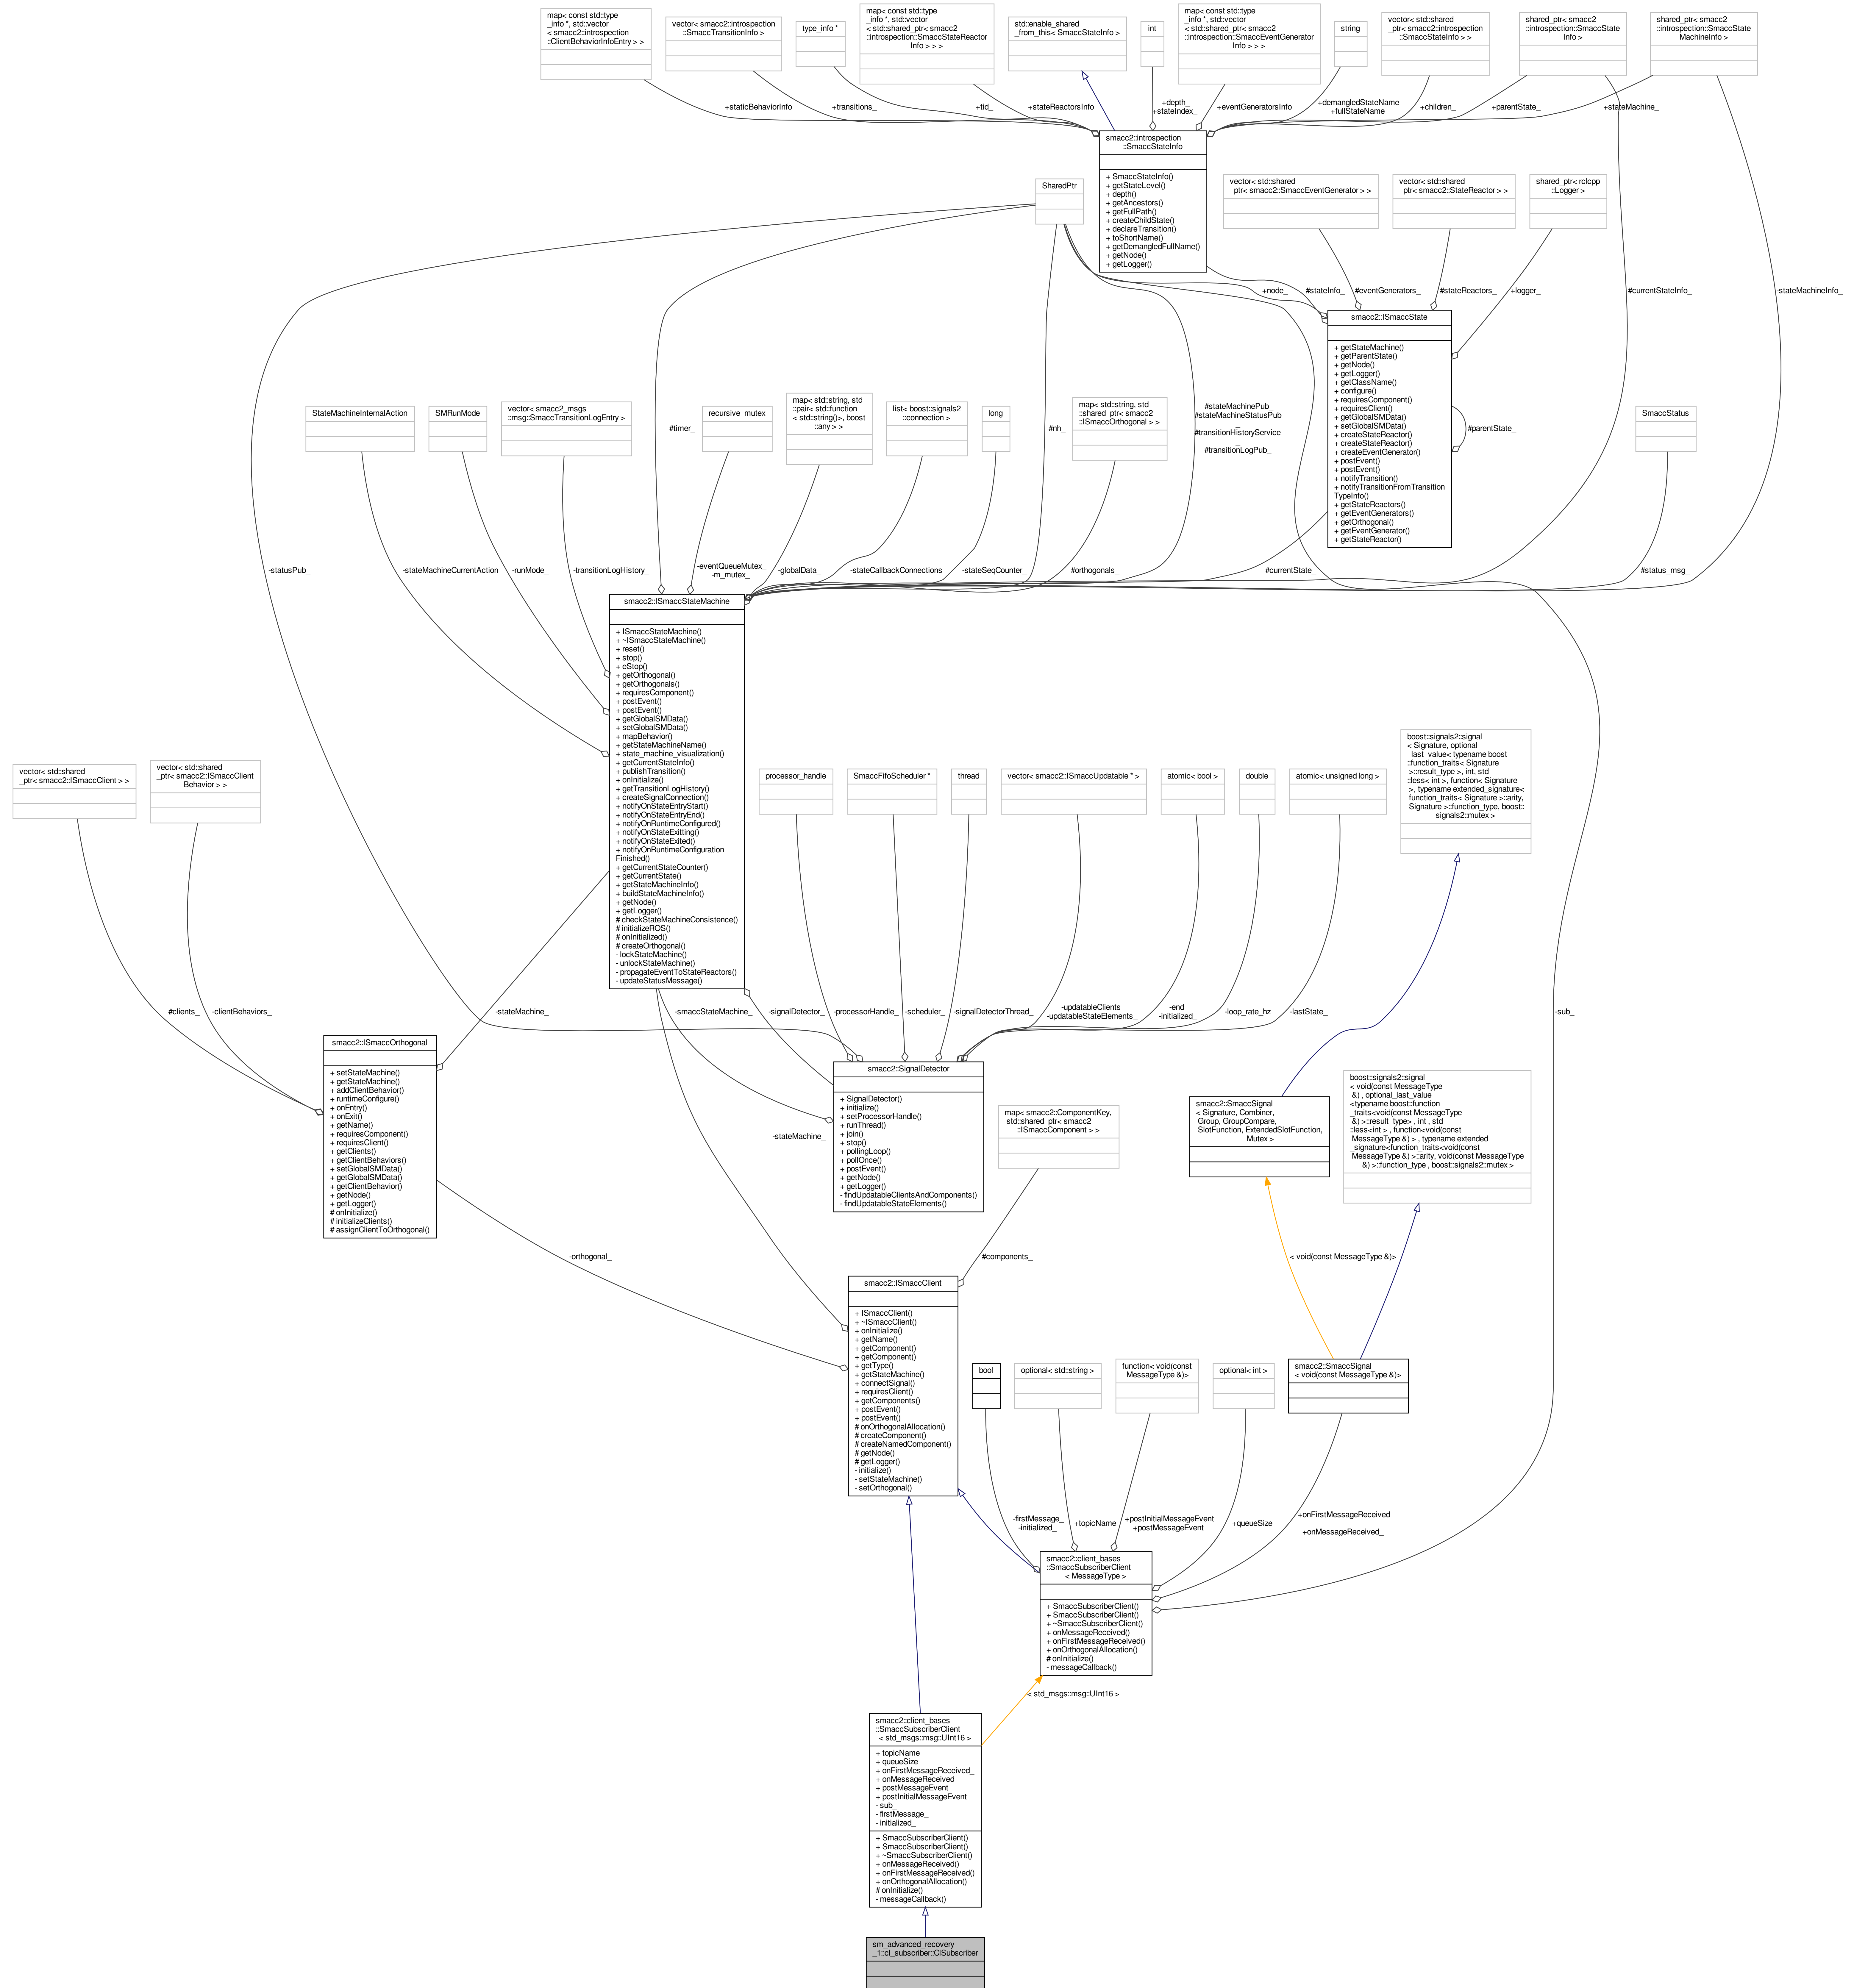 map< const std::type
_info *, std::vector
< smacc2::introspection
::ClientBehaviorInfoEntry > >
vector< smacc2::introspection
::SmaccTransitionInfo >
type_info *
map< const std::type
_info *, std::vector
< std::shared_ptr< smacc2
::introspection::SmaccStateReactor
Info > > >
std::enable_shared
_from_this< SmaccStateInfo >
int
map< const std::type
_info *, std::vector
< std::shared_ptr< smacc2
::introspection::SmaccEventGenerator
Info > > >
string
vector< std::shared
_ptr< smacc2::introspection
::SmaccStateInfo > >
shared_ptr< smacc2
::introspection::SmaccState
Info >
shared_ptr< smacc2
::introspection::SmaccState
MachineInfo >
+staticBehaviorInfo
+transitions_
+tid_
+stateReactorsInfo
+depth_
+stateIndex_
+eventGeneratorsInfo
+demangledStateName
+fullStateName
+children_
+parentState_
+stateMachine_
smacc2::introspection
::SmaccStateInfo
+ SmaccStateInfo()
+ getStateLevel()
+ depth()
+ getAncestors()
+ getFullPath()
+ createChildState()
+ declareTransition()
+ toShortName()
+ getDemangledFullName()
+ getNode()
+ getLogger()
SharedPtr
vector< std::shared
_ptr< smacc2::SmaccEventGenerator > >
vector< std::shared
_ptr< smacc2::StateReactor > >
shared_ptr< rclcpp
::Logger >
+node_
#stateInfo_
#eventGenerators_
#stateReactors_
+logger_
#currentStateInfo_
-stateMachineInfo_
smacc2::ISmaccState
+ getStateMachine()
+ getParentState()
+ getNode()
+ getLogger()
+ getClassName()
+ configure()
+ requiresComponent()
+ requiresClient()
+ getGlobalSMData()
+ setGlobalSMData()
+ createStateReactor()
+ createStateReactor()
+ createEventGenerator()
+ postEvent()
+ postEvent()
+ notifyTransition()
+ notifyTransitionFromTransition
TypeInfo()
+ getStateReactors()
+ getEventGenerators()
+ getOrthogonal()
+ getEventGenerator()
+ getStateReactor()
#parentState_
StateMachineInternalAction
SMRunMode
vector< smacc2_msgs
::msg::SmaccTransitionLogEntry >
#timer_
recursive_mutex
map< std::string, std
::pair< std::function
< std::string()>, boost
::any > >
list< boost::signals2
::connection >
long
#nh_
map< std::string, std
::shared_ptr< smacc2
::ISmaccOrthogonal > >
#stateMachinePub_
#stateMachineStatusPub
_
#transitionHistoryService
_
#transitionLogPub_
SmaccStatus
-statusPub_
-stateMachineCurrentAction
-runMode_
-transitionLogHistory_
-eventQueueMutex_
-m_mutex_
-globalData_
-stateCallbackConnections
-stateSeqCounter_
#orthogonals_
#currentState_
#status_msg_
smacc2::ISmaccStateMachine
+ ISmaccStateMachine()
+ ~ISmaccStateMachine()
+ reset()
+ stop()
+ eStop()
+ getOrthogonal()
+ getOrthogonals()
+ requiresComponent()
+ postEvent()
+ postEvent()
+ getGlobalSMData()
+ setGlobalSMData()
+ mapBehavior()
+ getStateMachineName()
+ state_machine_visualization()
+ getCurrentStateInfo()
+ publishTransition()
+ onInitialize()
+ getTransitionLogHistory()
+ createSignalConnection()
+ notifyOnStateEntryStart()
+ notifyOnStateEntryEnd()
+ notifyOnRuntimeConfigured()
+ notifyOnStateExitting()
+ notifyOnStateExited()
+ notifyOnRuntimeConfiguration
Finished()
+ getCurrentStateCounter()
+ getCurrentState()
+ getStateMachineInfo()
+ buildStateMachineInfo()
+ getNode()
+ getLogger()
# checkStateMachineConsistence()
# initializeROS()
# onInitialized()
# createOrthogonal()
- lockStateMachine()
- unlockStateMachine()
- propagateEventToStateReactors()
- updateStatusMessage()
vector< std::shared
_ptr< smacc2::ISmaccClient > >
vector< std::shared
_ptr< smacc2::ISmaccClient
Behavior > >
processor_handle
SmaccFifoScheduler *
thread
vector< smacc2::ISmaccUpdatable * >
atomic< bool >
double
atomic< unsigned long >
boost::signals2::signal
< Signature, optional
_last_value< typename boost
::function_traits< Signature
>::result_type >, int, std
::less< int >, function< Signature
>, typename extended_signature<
function_traits< Signature >::arity,
Signature >::function_type, boost::
signals2::mutex >
#clients_
-clientBehaviors_
-stateMachine_
-smaccStateMachine_
-signalDetector_
-processorHandle_
-scheduler_
-signalDetectorThread_
-updatableClients_
-updatableStateElements_
-end_
-initialized_
-loop_rate_hz
-lastState_
-sub_
smacc2::ISmaccOrthogonal
+ setStateMachine()
+ getStateMachine()
+ addClientBehavior()
+ runtimeConfigure()
+ onEntry()
+ onExit()
+ getName()
+ requiresComponent()
+ requiresClient()
+ getClients()
+ getClientBehaviors()
+ setGlobalSMData()
+ getGlobalSMData()
+ getClientBehavior()
+ getNode()
+ getLogger()
# onInitialize()
# initializeClients()
# assignClientToOrthogonal()
smacc2::SignalDetector
+ SignalDetector()
+ initialize()
+ setProcessorHandle()
+ runThread()
+ join()
+ stop()
+ pollingLoop()
+ pollOnce()
+ postEvent()
+ getNode()
+ getLogger()
- findUpdatableClientsAndComponents()
- findUpdatableStateElements()
-stateMachine_
map< smacc2::ComponentKey,
std::shared_ptr< smacc2
::ISmaccComponent > >
smacc2::SmaccSignal
< Signature, Combiner,
Group, GroupCompare,
SlotFunction, ExtendedSlotFunction,
Mutex >
boost::signals2::signal
< void(const MessageType
&) , optional_last_value
<typename boost::function
_traits<void(const MessageType
&) >::result_type> , int , std
::less<int > , function<void(const
MessageType &) > , typename extended
_signature<function_traits<void(const
MessageType &) >::arity, void(const MessageType
&) >::function_type , boost::signals2::mutex >
-orthogonal_
#components_
< void(const MessageType &)>
smacc2::ISmaccClient
+ ISmaccClient()
+ ~ISmaccClient()
+ onInitialize()
+ getName()
+ getComponent()
+ getComponent()
+ getType()
+ getStateMachine()
+ connectSignal()
+ requiresClient()
+ getComponents()
+ postEvent()
+ postEvent()
# onOrthogonalAllocation()
# createComponent()
# createNamedComponent()
# getNode()
# getLogger()
- initialize()
- setStateMachine()
- setOrthogonal()
bool
optional< std::string >
function< void(const
MessageType &)>
optional< int >
smacc2::SmaccSignal
< void(const MessageType &)>
-firstMessage_
-initialized_
+topicName
+postInitialMessageEvent
+postMessageEvent
+queueSize
+onFirstMessageReceived
_
+onMessageReceived_
smacc2::client_bases
::SmaccSubscriberClient
< MessageType >
+ SmaccSubscriberClient()
+ SmaccSubscriberClient()
+ ~SmaccSubscriberClient()
+ onMessageReceived()
+ onFirstMessageReceived()
+ onOrthogonalAllocation()
# onInitialize()
- messageCallback()
< std_msgs::msg::UInt16 >
smacc2::client_bases
::SmaccSubscriberClient
< std_msgs::msg::UInt16 >
+ topicName
+ queueSize
+ onFirstMessageReceived_
+ onMessageReceived_
+ postMessageEvent
+ postInitialMessageEvent
- sub_
- firstMessage_
- initialized_
+ SmaccSubscriberClient()
+ SmaccSubscriberClient()
+ ~SmaccSubscriberClient()
+ onMessageReceived()
+ onFirstMessageReceived()
+ onOrthogonalAllocation()
# onInitialize()
- messageCallback()
sm_advanced_recovery
_1::cl_subscriber::ClSubscriber